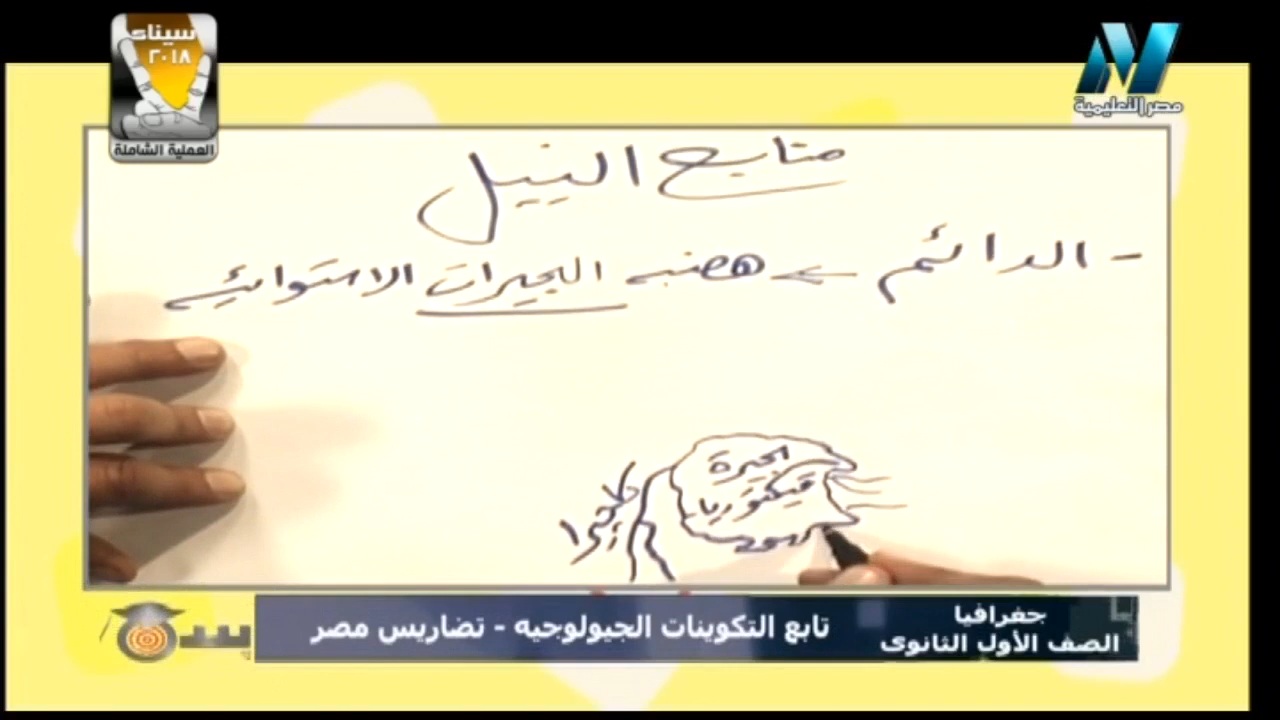 سيناء
٢٠١٨
العملية الشاملة
مصر التعليمية
منابع النيل
- الدائم ← هضبة البحيرات الاستوائية
بحيرة
فيكتوريا
كاجيرا
جغرافيا
الصف الأول الثانوى
تابع التكوينات الجيولوجيه - تضاريس مصر